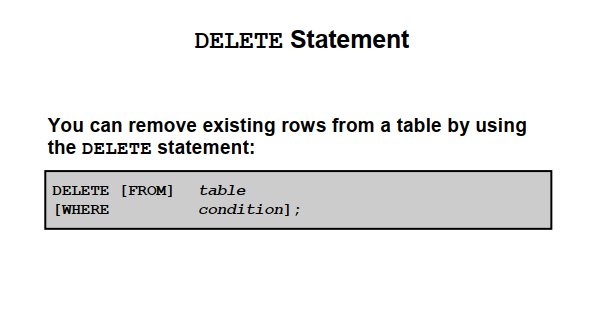 DELETE Statement
You can remove existing rows from a table by using
the DELETE statement:
DELETE [FROM] table
[WHERE condition];